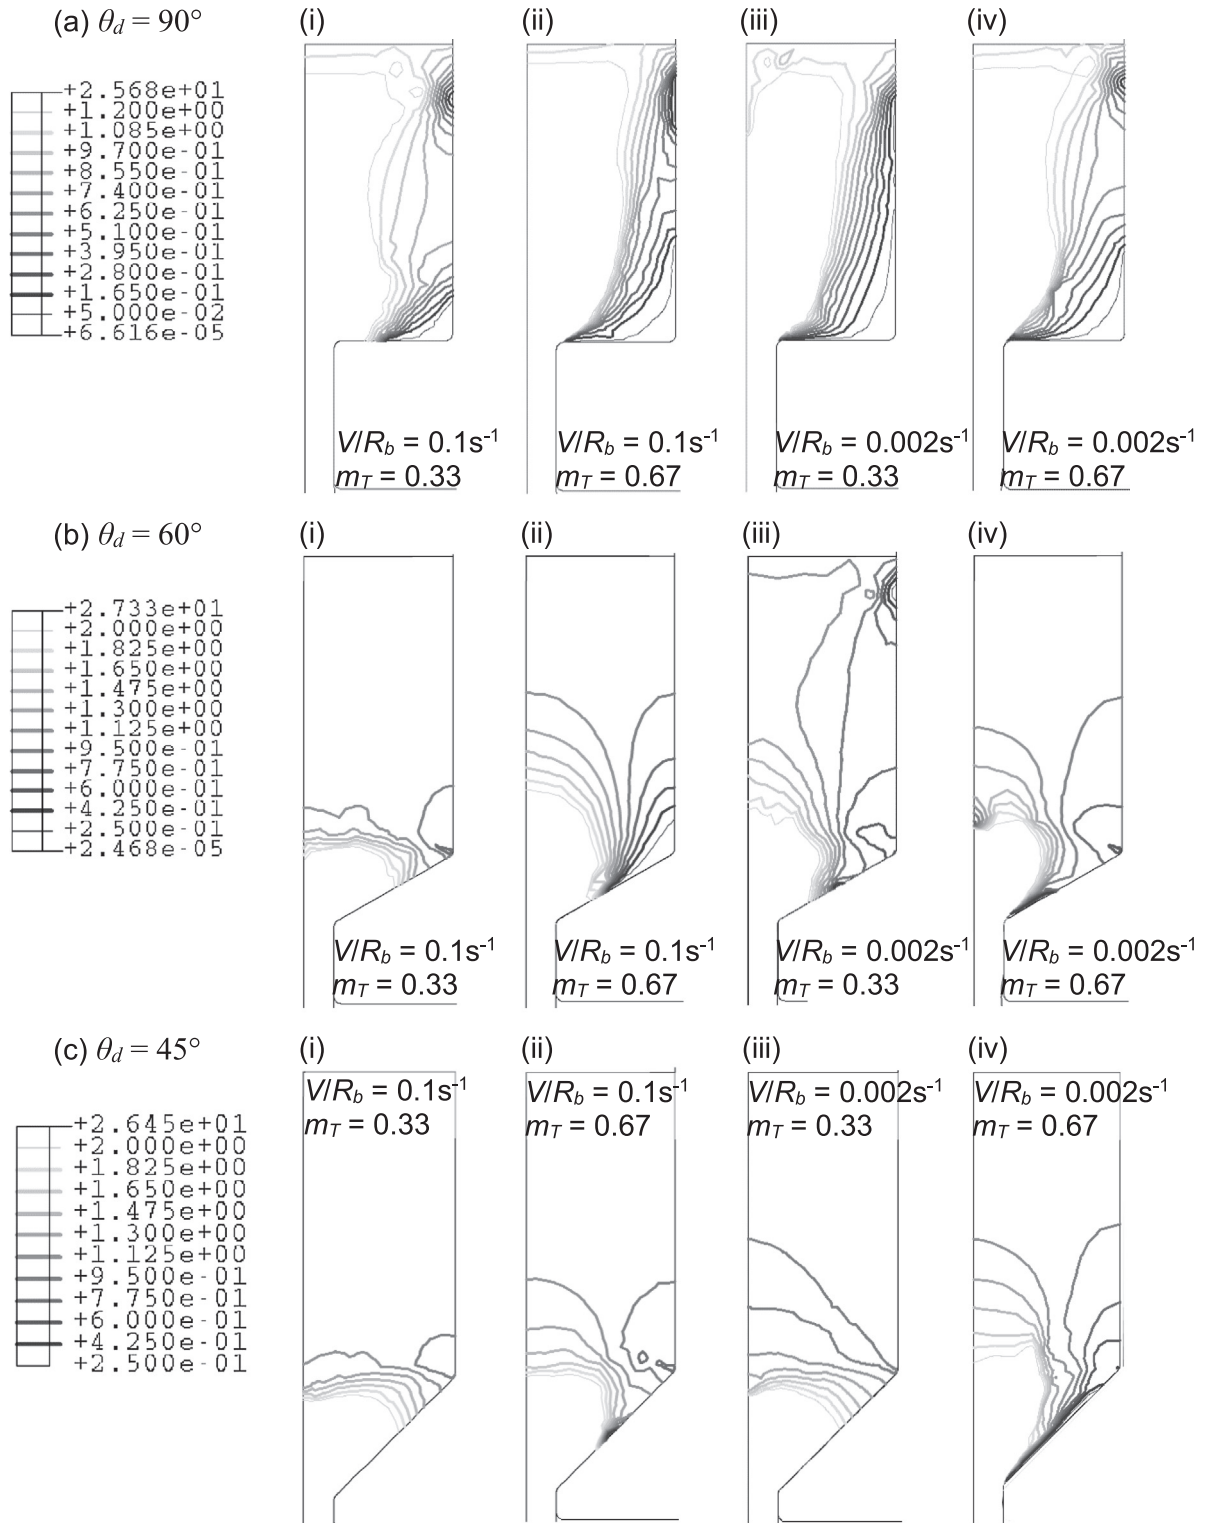 (a) θd = 90°
(i)
(ii)
(iii)
(iv)
+2.568e+01
+1.200e+00
+1.085e+00
+9.700e-01
+8.550e-01
+7.400e-01
+6.250e-01
+5.100e-01
+3.950e-01
+2.800e-01
+1.650e-01
+5.000e-02
+6.616e-05
V/Rb = 0.1s-1
mT = 0.33
V/Rb = 0.1s-1
mT = 0.67
V/Rb = 0.002s-1
mT = 0.33
V/Rb = 0.002s-1
mT = 0.67
(b) θd = 60°
(i)
(ii)
(iii)
(iv)
+2.733e+01
+2.000e+00
+1.825e+00
+1.650e+00
+1.475e+00
+1.300e+00
+1.125e+00
+9.500e-01
+7.750e-01
+6.000e-01
+4.250e-01
+2.500e-01
+2.468e-05
V/Rb = 0.1s-1
mT = 0.33
V/Rb = 0.1s-1
mT = 0.67
V/Rb = 0.002s-1
mT = 0.33
V/Rb = 0.002s-1
mT = 0.67
(c) θd = 45°
(i)
(ii)
(iii)
(iv)
V/Rb = 0.1s-1
mT = 0.33
V/Rb = 0.1s-1
mT = 0.67
V/Rb = 0.002s-1
mT = 0.33
V/Rb = 0.002s-1
mT = 0.67
+2.645e+01
+2.000e+00
+1.825e+00
+1.650e+00
+1.475e+00
+1.300e+00
+1.125e+00
+9.500e-01
+7.750e-01
+6.000e-01
+4.250e-01
+2.500e-01